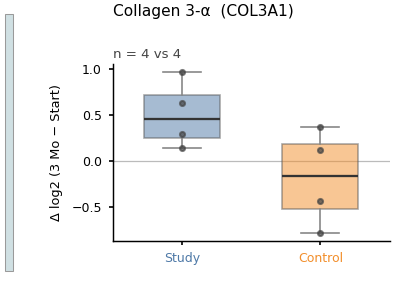 Collagen 3-α (COL3A1)
n = 4 vs 4
Δ log2 (3 Mo − Start)
1.0
0.5
0.0
−0.5
Study
Control